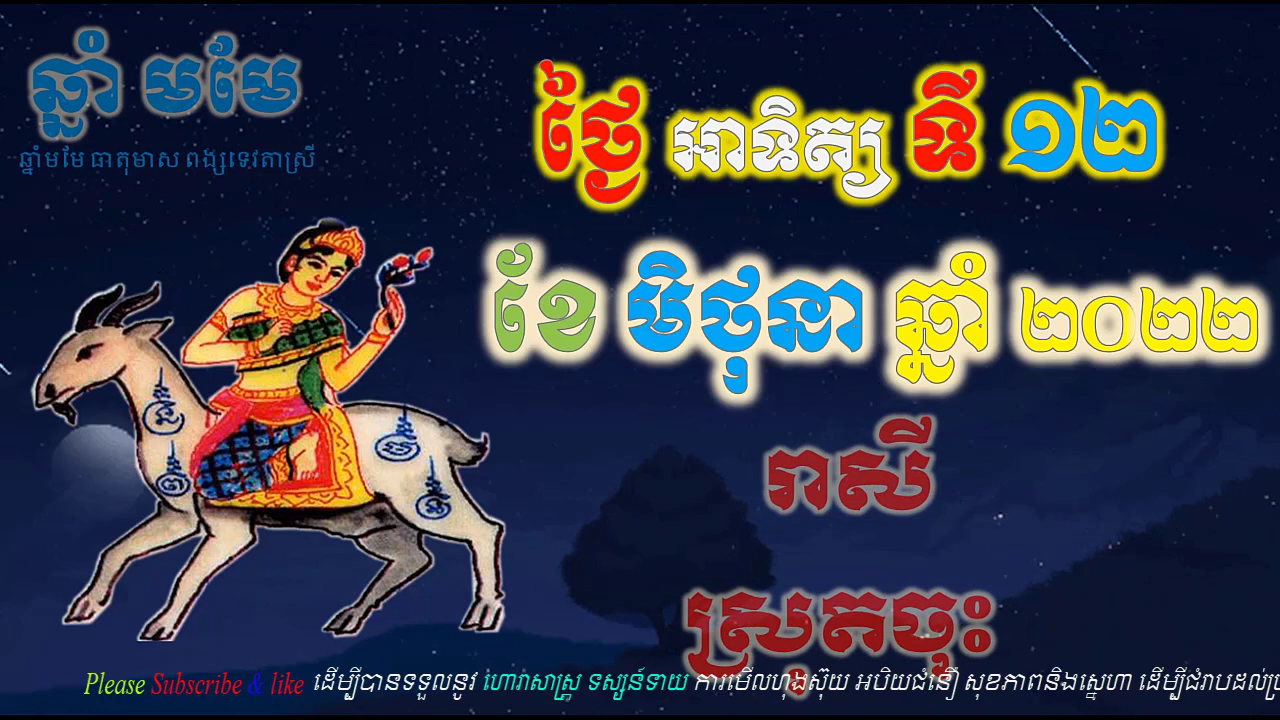 ឆ្នាំ មមែ
ឆ្នាំមមែ ធាតុមាស ពង្សទេវតាស្រី
ថ្ងៃ អាទិត្យ ទី ១២
ខែ មិថុនា ឆ្នាំ ២០២២
រាសី
ស្រុតចុះ
Please Subscribe & like ដើម្បីបានទទួលនូវ ហោរាសាស្ត្រ ទស្សន៍ទាយ ការមើលហុងស៊ុយ អបិយជំនឿ សុខភាពនិងស្នេហា ដើម្បីជំរាបដល់